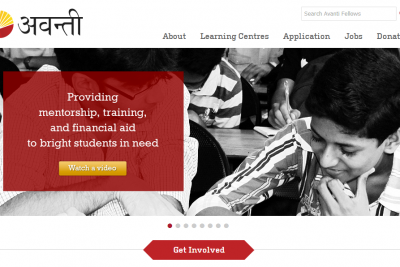 अवन्ती
Search Avanti Fellows
About Learning Centres Application Jobs Donat
Providing
mentorship, training,
and financial aid
to bright students in need
Watch a video
Get Involved